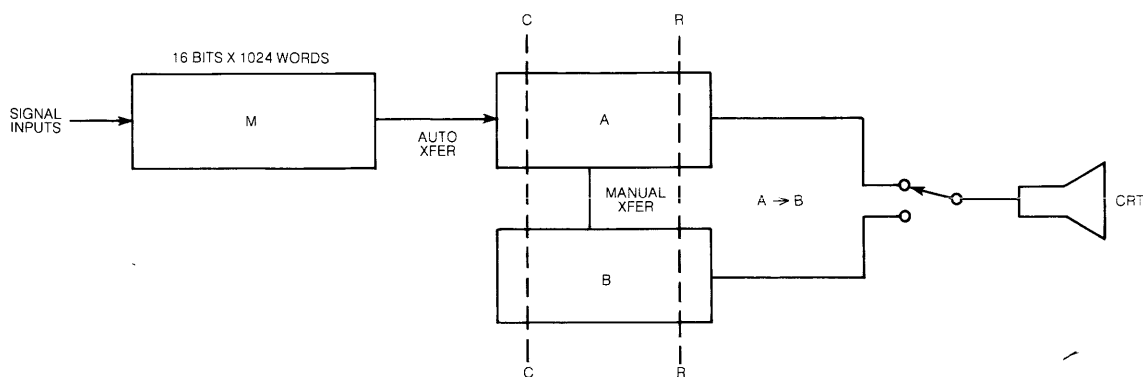 C
R
16 BITS X 1024 WORDS
SIGNAL
INPUTS
M
AUTO
XFER
A
MANUAL
XFER
A → B
CRT
B
C
R